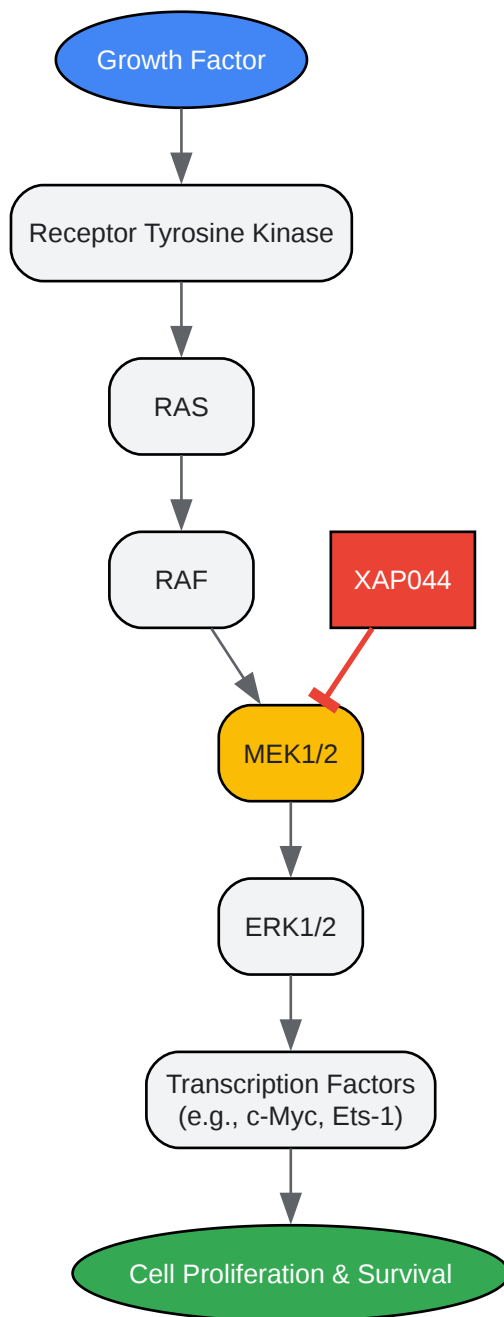 Growth Factor
Receptor Tyrosine Kinase
RAS
RAF
XAP044
MEK1/2
ERK1/2
Transcription Factors
(e.g., c-Myc, Ets-1)
Cell Proliferation & Survival